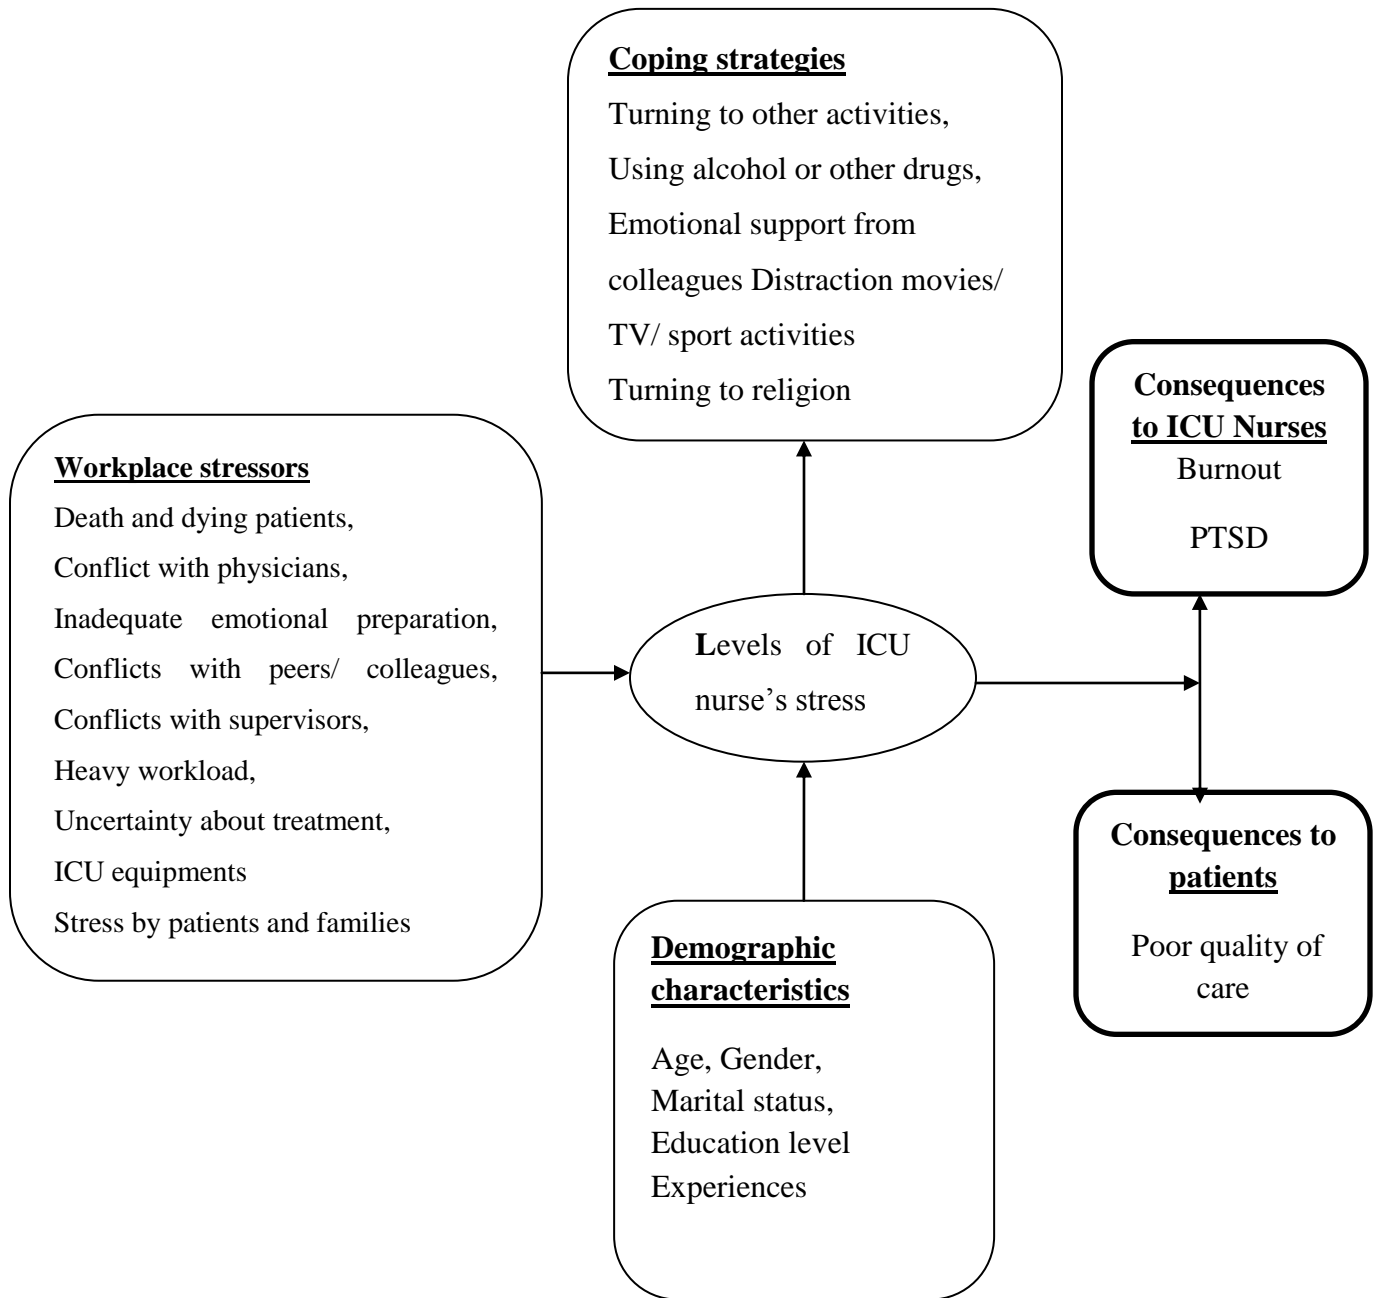 Coping strategies
Turning to other activities,
Using alcohol or other drugs,
Emotional support from
colleagues Distraction movies/
TV/ sport activities
Turning to religion
Workplace stressors
Death and dying patients,
Conflict with physicians,
Inadequate emotional preparation,
Conflicts with peers/ colleagues,
Conflicts with supervisors,
Heavy workload,
Uncertainty about treatment,
ICU equipments
Stress by patients and families
Levels of ICU
nurse’s stress
Consequences
to ICU Nurses
Burnout
PTSD
Consequences to
patients
Poor quality of
care
Demographic
characteristics
Age, Gender,
Marital status,
Education level
Experiences